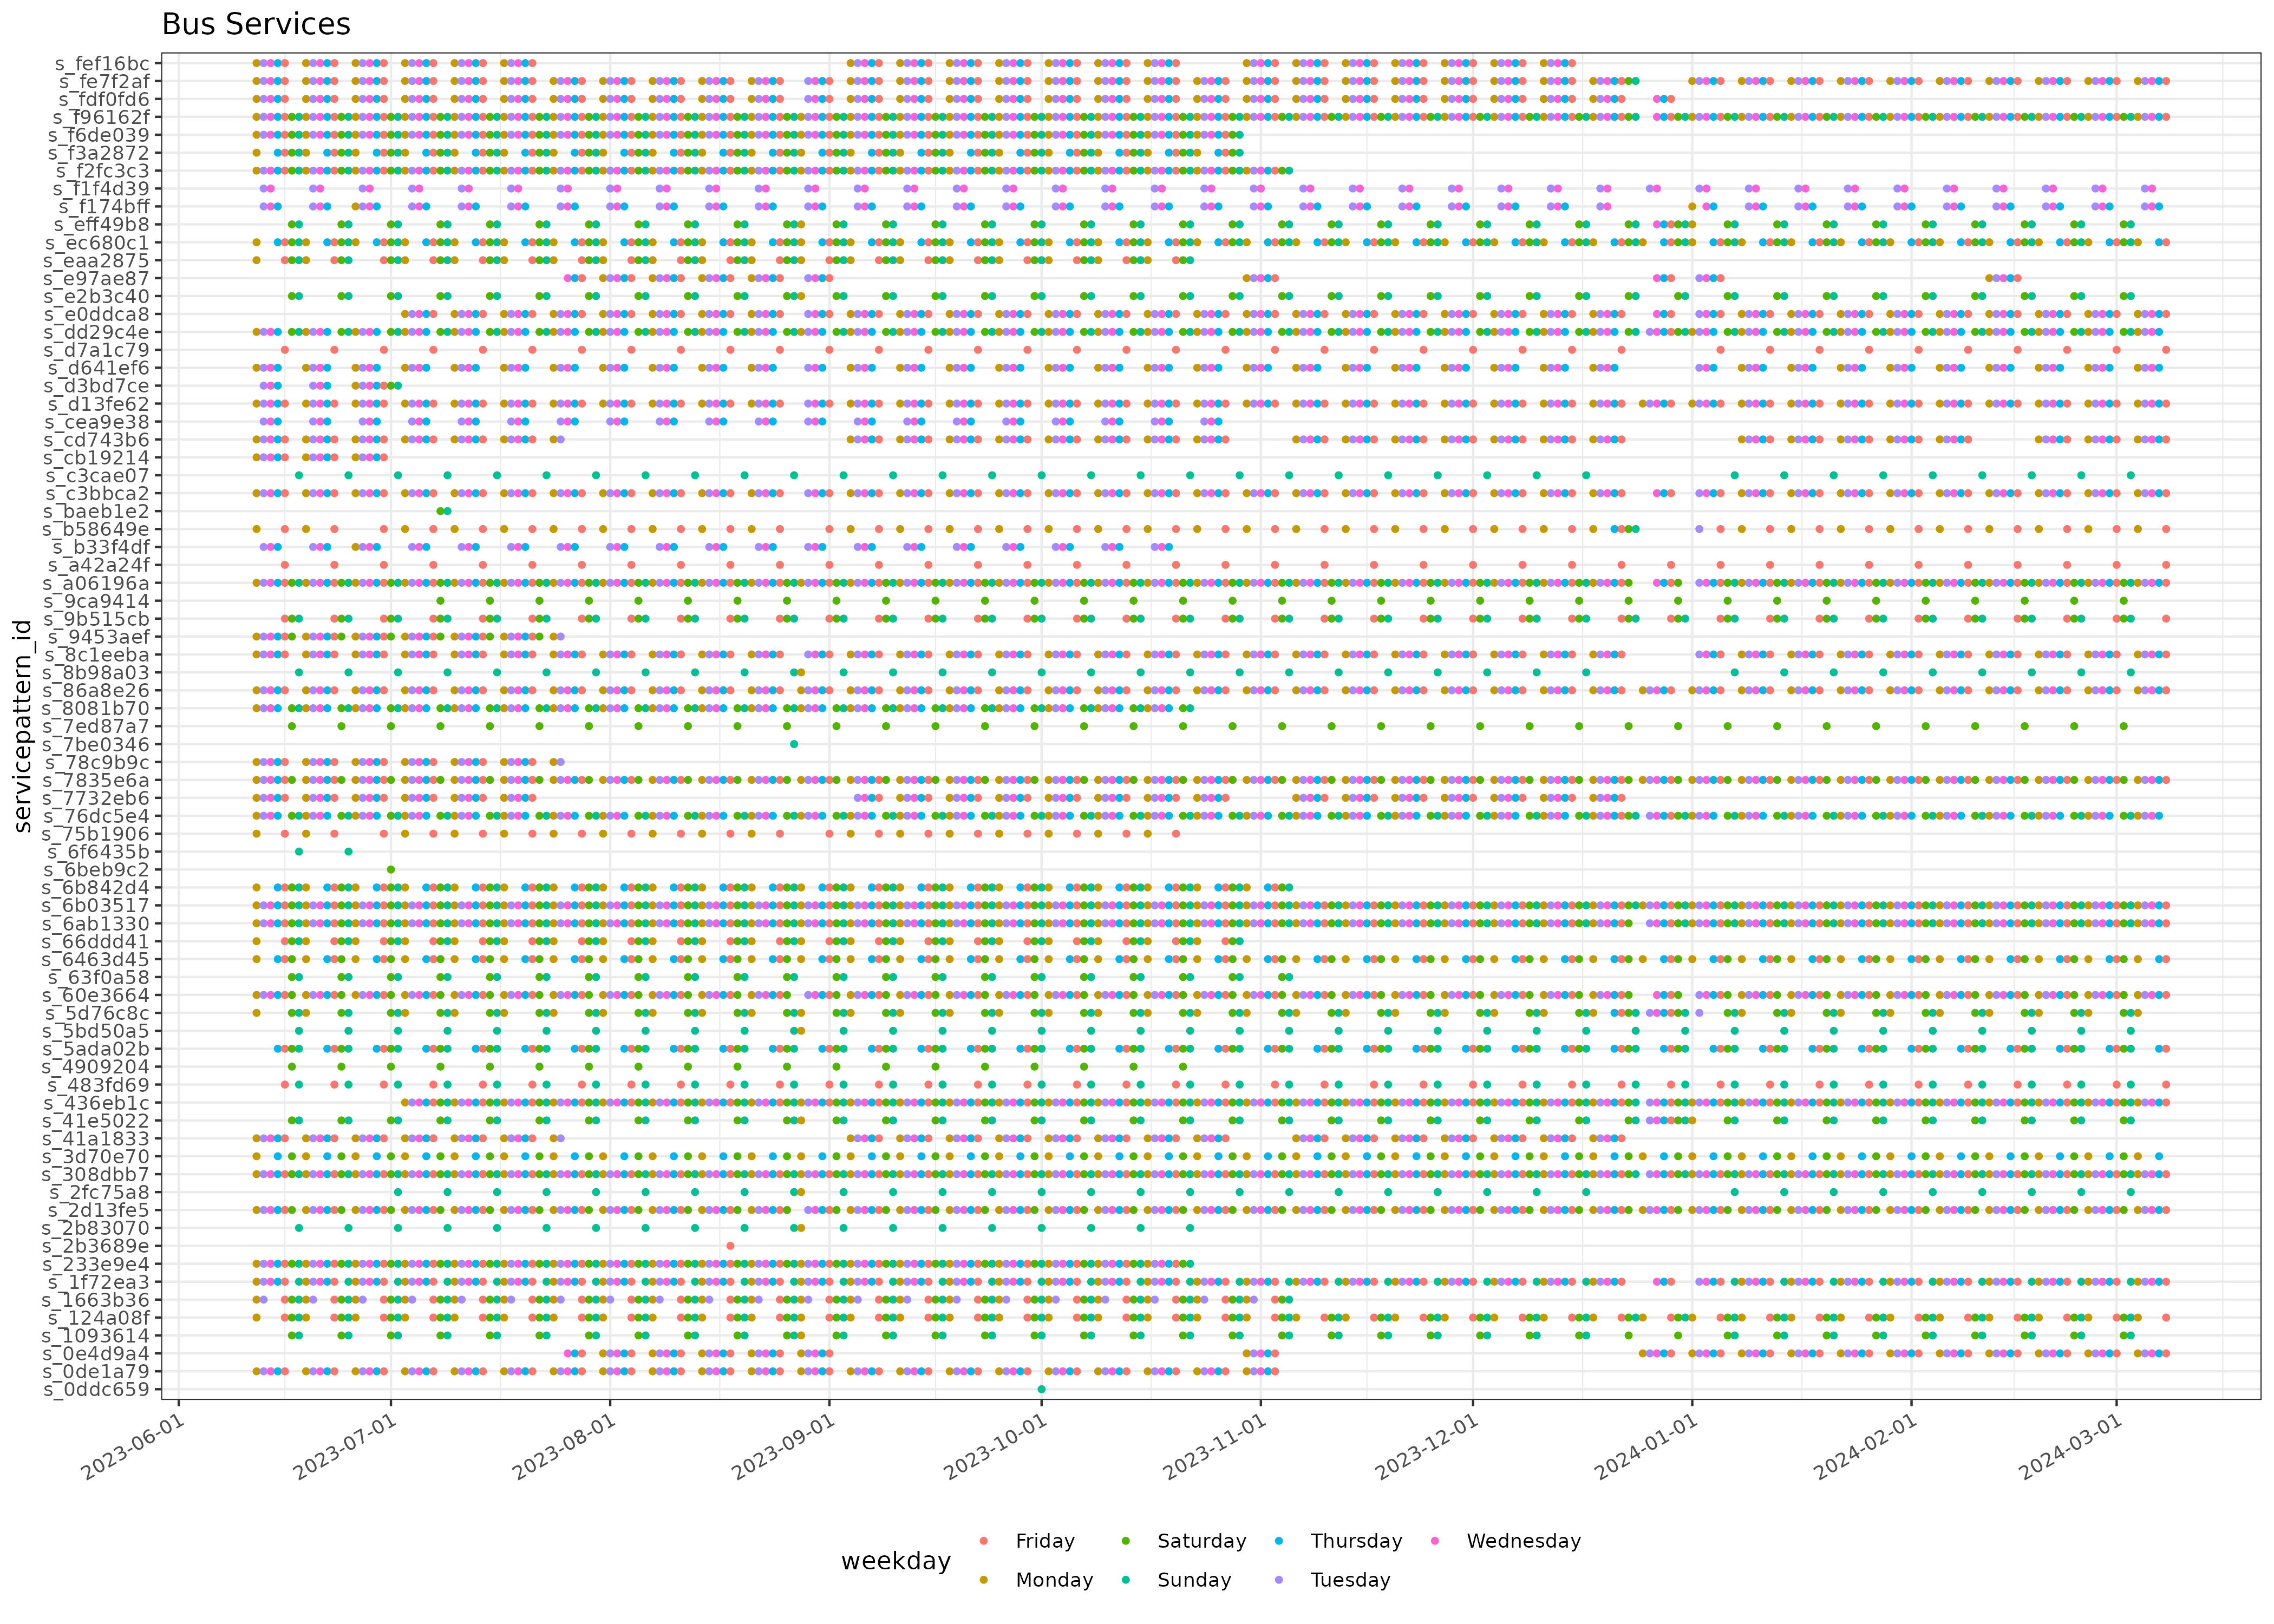 Bus Services
servicepattern_id
s_fef16bc
s_fe7f2af
s_fdf0fd6
s_f96162f
s_f6de039
s_f3a2872
s_f2fc3c3
s_f1f4d39
s_f174bff
s_eff49b8
s_ec680c1
s_eaa2875
s_e97ae87
s_e2b3c40
s_e0ddca8
s_dd29c4e
s_d7a1c79
s_d641ef6
s_d3bd7ce
s_d13fe62
s_cea9e38
s_cd743b6
s_cb19214
s_c3cae07
s_c3bbca2
s_baeb1e2
s_b58649e
s_b33f4df
s_a42a24f
s_a06196a
s_9ca9414
s_9b515cb
s_9453aef
s_8c1eeba
s_8b98a03
s_86a8e26
s_8081b70
s_7ed87a7
s_7be0346
s_78c9b9c
s_7835e6a
s_7732eb6
s_76dc5e4
s_75b1906
s_6f6435b
s_6beb9c2
s_6b842d4
s_6b03517
s_6ab1330
s_66ddd41
s_6463d45
s_63f0a58
s_60e3664
s_5d76c8c
s_5bd50a5
s_5ada02b
s_4909204
s_483fd69
s_436eb1c
s_41e5022
s_41a1833
s_3d70e70
s_308dbb7
s_2fc75a8
s_2d13fe5
s_2b83070
s_2b3689e
s_233e9e4
s_1f72ea3
s_1663b36
s_124a08f
s_1093614
s_0e4d9a4
s_0de1a79
s_0ddc659
2023-06-01
2023-07-01
2023-08-01
2023-09-01
2023-10-01
2023-11-01
2023-12-01
2024-01-01
2024-02-01
2024-03-01
weekday
Friday Saturday Thursday Wednesday
Monday Sunday Tuesday